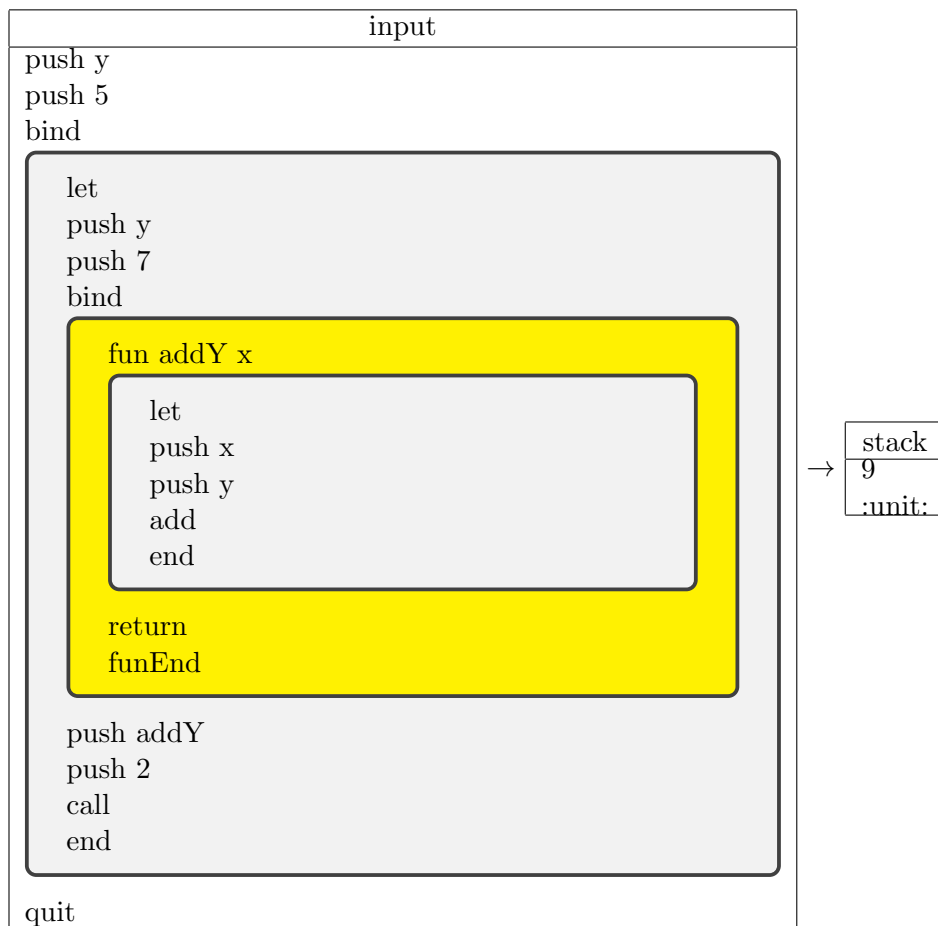 input
push y
push 5
bind
let
push y
push 7
bind
fun addY x
let
push x
push y
add
end
return
funEnd
push addY
push 2
call
end
quit
→
stack
9
:unit: